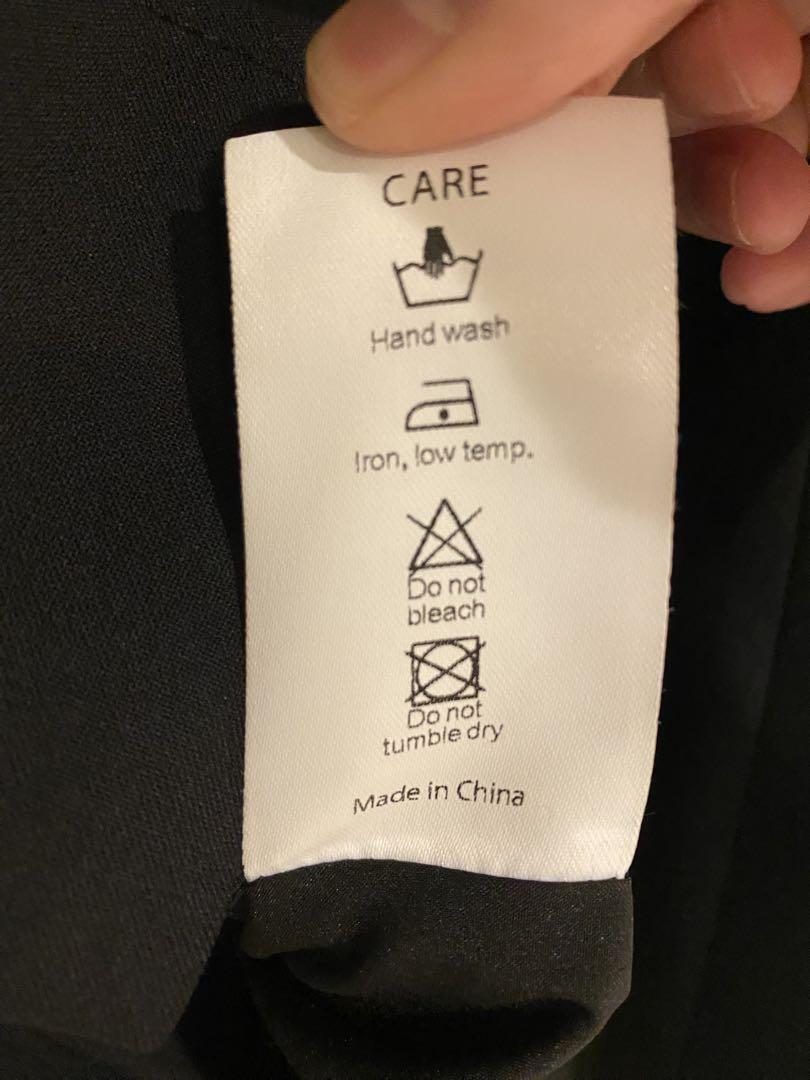 CARE
Hand wash
Iron, low temp.
Do not
bleach
Do not
tumble dry
Made in China